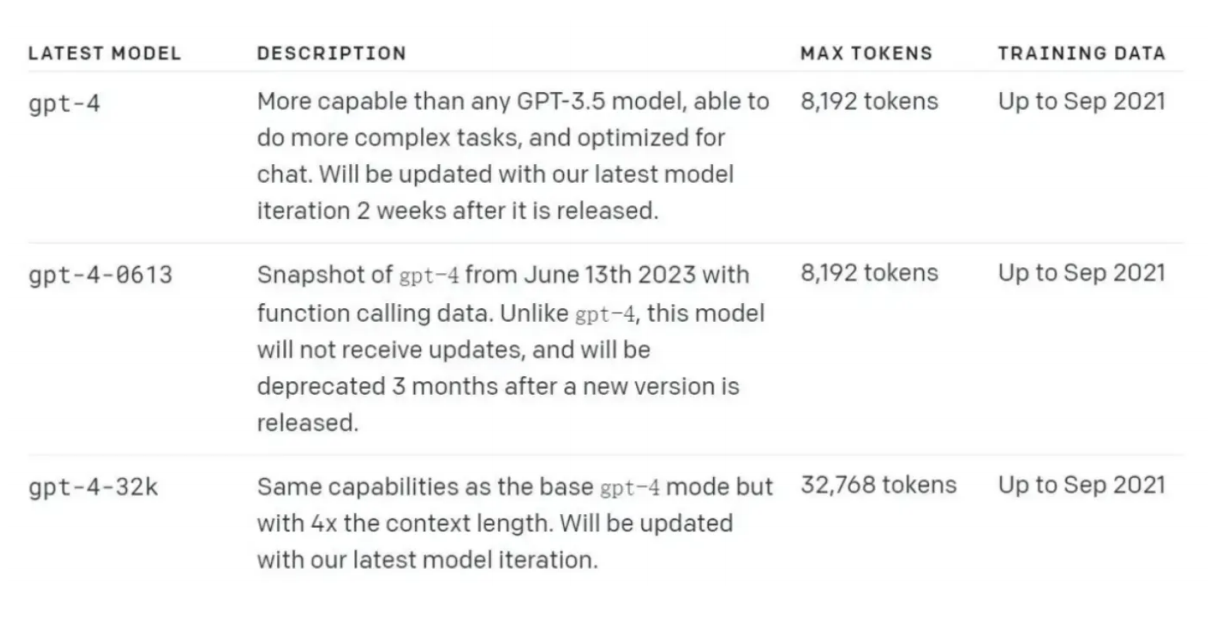 LATEST MODEL DESCRIPTION MAX TOKENS TRAINING DATA
gpt-4 More capable than any GPT-3.5 model, able to 8,192 tokens Up to Sep 2021
do more complex tasks, and optimized for
chat. Will be updated with our latest model
iteration 2 weeks after it is released.
gpt-4-0613 Snapshot of gpt-4 from June 13th 2023 with 8,192 tokens Up to Sep 2021
function calling data. Unlike gpt-4, this model
will not receive updates, and will be
deprecated 3 months after a new version is
released.
gpt-4-32k Same capabilities as the base gpt-4 mode but 32,768 tokens Up to Sep 2021
with 4x the context length. Will be updated
with our latest model iteration.